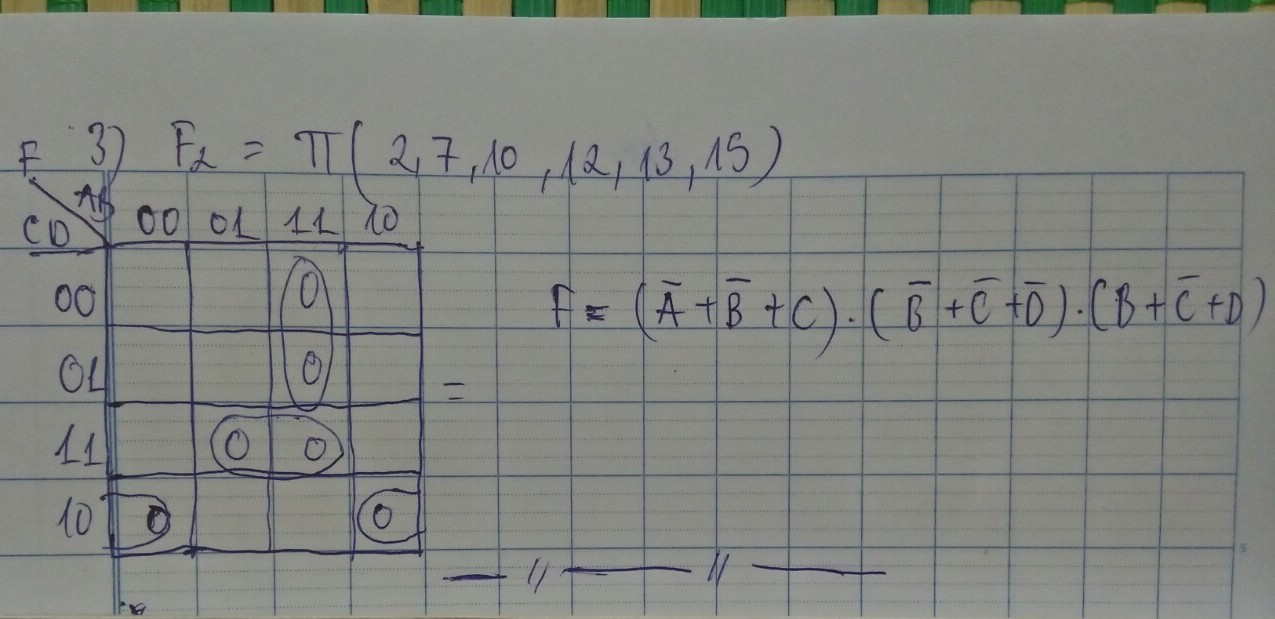 3) F₂ = π( 2, 7, 10, 12, 13, 15)
F AB
CD 00 01 11 10
00 0
01 0
11 0 0
10 0 0
=
F = (A̅ + B̅ + C) · (B̅ + C̅ + D̅) · (B + C̅ + D)
— // — // —